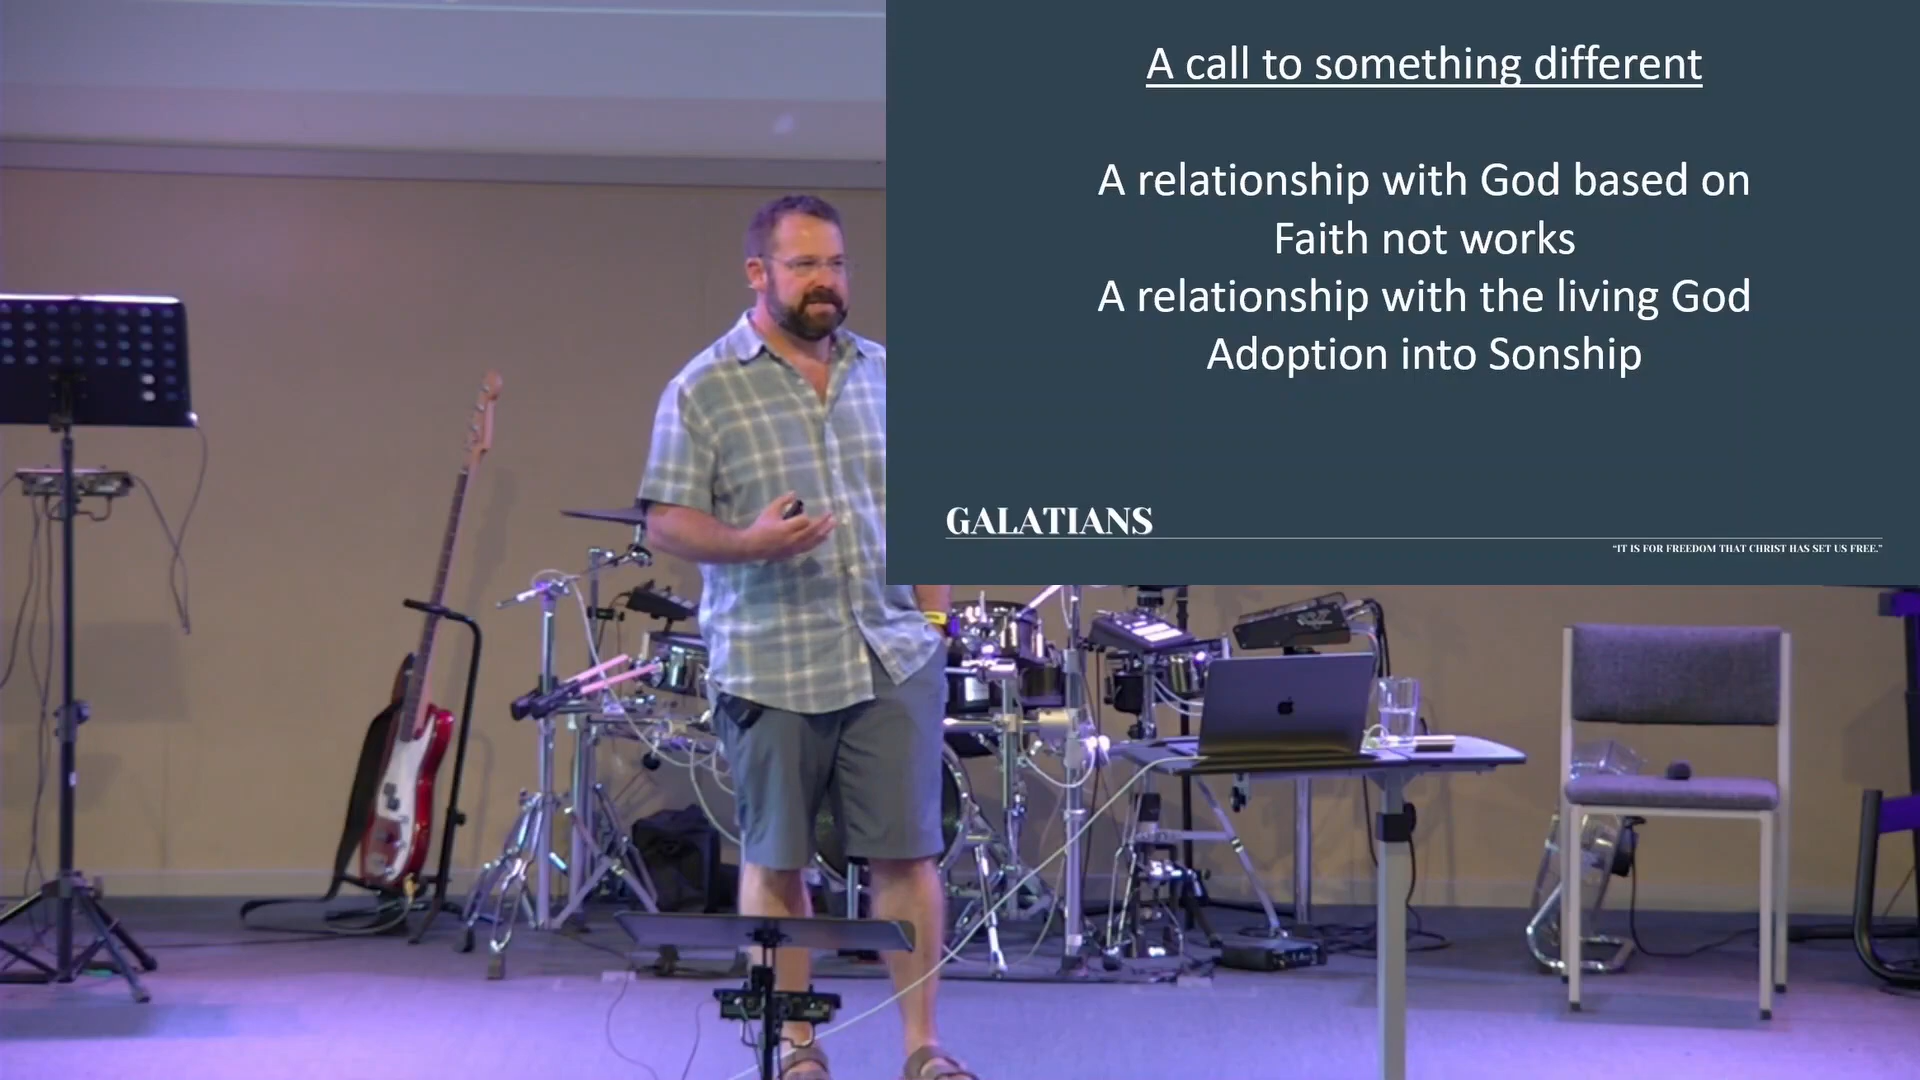 A call to something different
A relationship with God based on
Faith not works
A relationship with the living God
Adoption into Sonship
GALATIANS
“IT IS FOR FREEDOM THAT CHRIST HAS SET US FREE.”